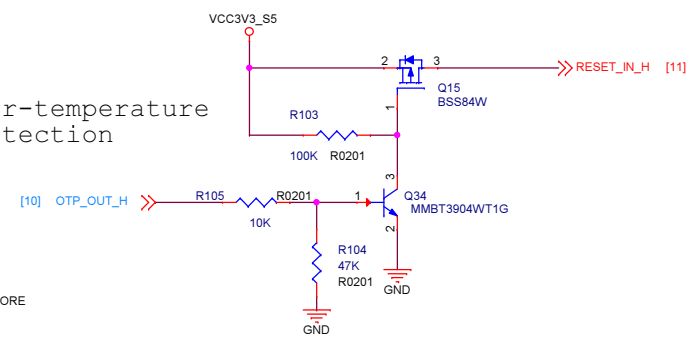 VCC3V3_S5
2
3
RESET_IN_H [11]
Q15
BSS84W
1
r-temperature
tection
R103
100K R0201
3
[10] OTP_OUT_H
R105
R0201
10K
1
Q34
MMBT3904WT1G
2
R104
47K
R0201
GND
ORE
GND